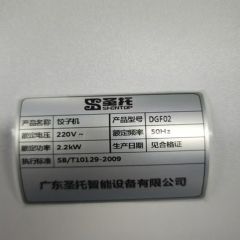 圣托
SHENTOP
产品名称 饺子机 产品型号 DGF02
额定电压 220V~ 额定频率 50Hz
额定功率 2.2kW 生产日期 见合格证
执行标准 SB/T10129-2009
广东圣托智能设备有限公司